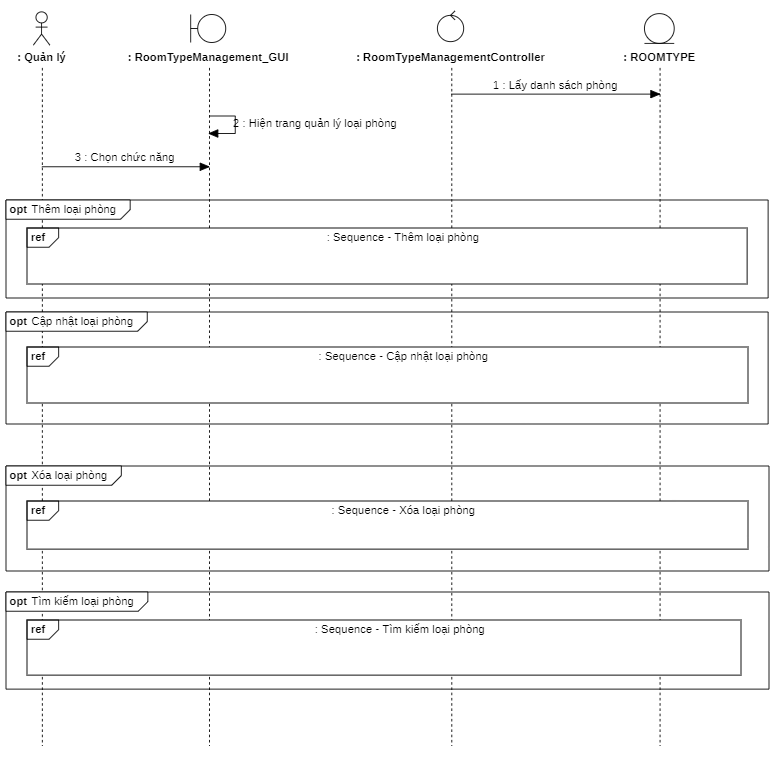 : Quản lý
: RoomTypeManagement_GUI
: RoomTypeManagementController
: ROOMTYPE
1 : Lấy danh sách phòng
2 : Hiện trang quản lý loại phòng
3 : Chọn chức năng
opt Thêm loại phòng
ref
: Sequence - Thêm loại phòng
opt Cập nhật loại phòng
ref
: Sequence - Cập nhật loại phòng
opt Xóa loại phòng
ref
: Sequence - Xóa loại phòng
opt Tìm kiếm loại phòng
ref
: Sequence - Tìm kiếm loại phòng